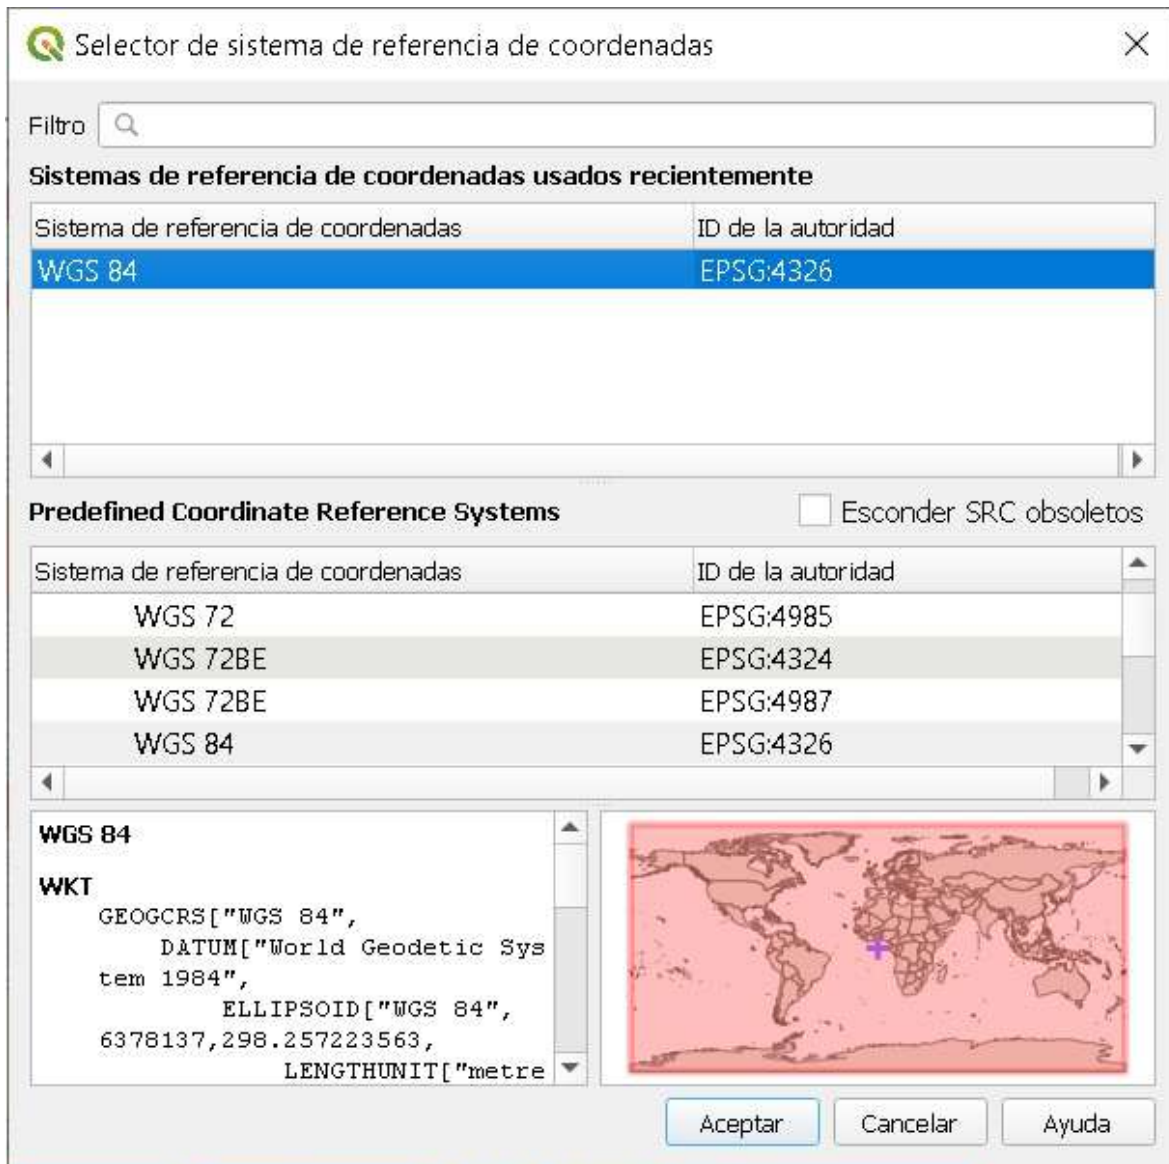 Selector de sistema de referencia de coordenadas
Filtro
Sistemas de referencia de coordenadas usados recientemente
Sistema de referencia de coordenadas ID de la autoridad
WGS 84 EPSG:4326
Predefined Coordinate Reference Systems Esconder SRC obsoletos
Sistema de referencia de coordenadas ID de la autoridad
WGS 72 EPSG:4985
WGS 72BE EPSG:4324
WGS 72BE EPSG:4987
WGS 84 EPSG:4326
WGS 84
WKT
GEOGCRS["WGS 84",
DATUM["World Geodetic Sys
tem 1984",
ELLIPSOID["WGS 84",
6378137,298.257223563,
LENGTHUNIT["metre
Aceptar Cancelar Ayuda